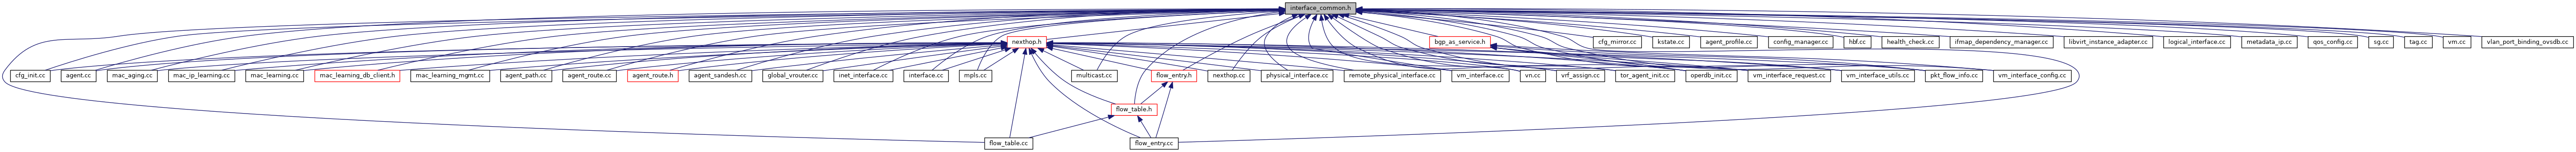 interface_common.h
nexthop.h
bgp_as_service.h
cfg_mirror.cc
kstate.cc
agent_profile.cc
config_manager.cc
hbf.cc
health_check.cc
ifmap_dependency_manager.cc
libvirt_instance_adapter.cc
logical_interface.cc
metadata_ip.cc
qos_config.cc
sg.cc
tag.cc
vm.cc
vlan_port_binding_ovsdb.cc
cfg_init.cc
agent.cc
mac_aging.cc
mac_ip_learning.cc
mac_learning.cc
mac_learning_db_client.h
mac_learning_mgmt.cc
agent_path.cc
agent_route.cc
agent_route.h
agent_sandesh.cc
global_vrouter.cc
inet_interface.cc
interface.cc
mpls.cc
multicast.cc
flow_entry.h
nexthop.cc
physical_interface.cc
remote_physical_interface.cc
vm_interface.cc
vn.cc
vrf_assign.cc
tor_agent_init.cc
operdb_init.cc
vm_interface_request.cc
vm_interface_utils.cc
pkt_flow_info.cc
vm_interface_config.cc
flow_table.h
flow_table.cc
flow_entry.cc